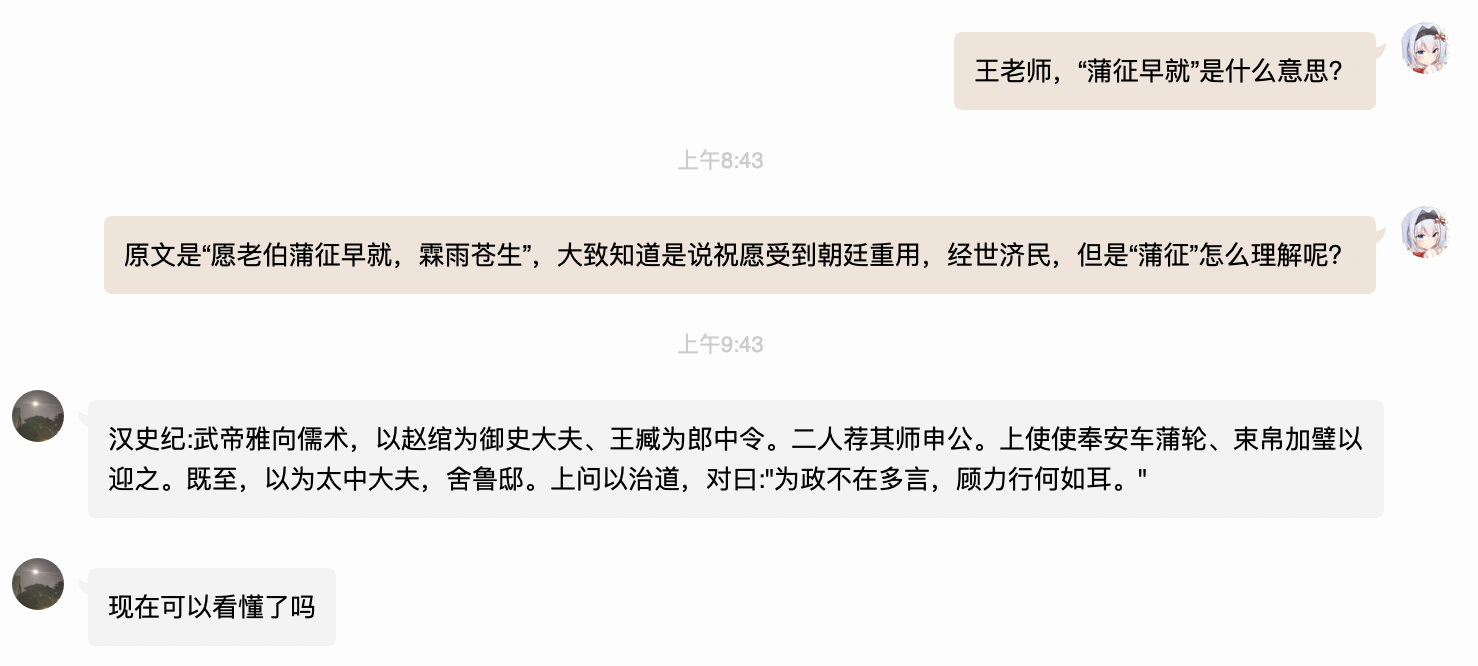 王老师，“蒲征早就”是什么意思？
上午8:43
原文是“愿老伯蒲征早就，霖雨苍生”，大致知道是说祝愿受到朝廷重用，经世济民，但是“蒲征”怎么理解呢？
上午9:43
汉史纪:武帝雅向儒术，以赵绾为御史大夫、王臧为郎中令。二人荐其师申公。上使使奉安车蒲轮、束帛加璧以
迎之。既至，以为太中大夫，舍鲁邸。上问以治道，对曰:"为政不在多言，顾力行何如耳。"
现在可以看懂了吗